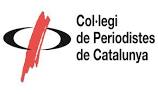 Col·legi
de Periodistes
de Catalunya